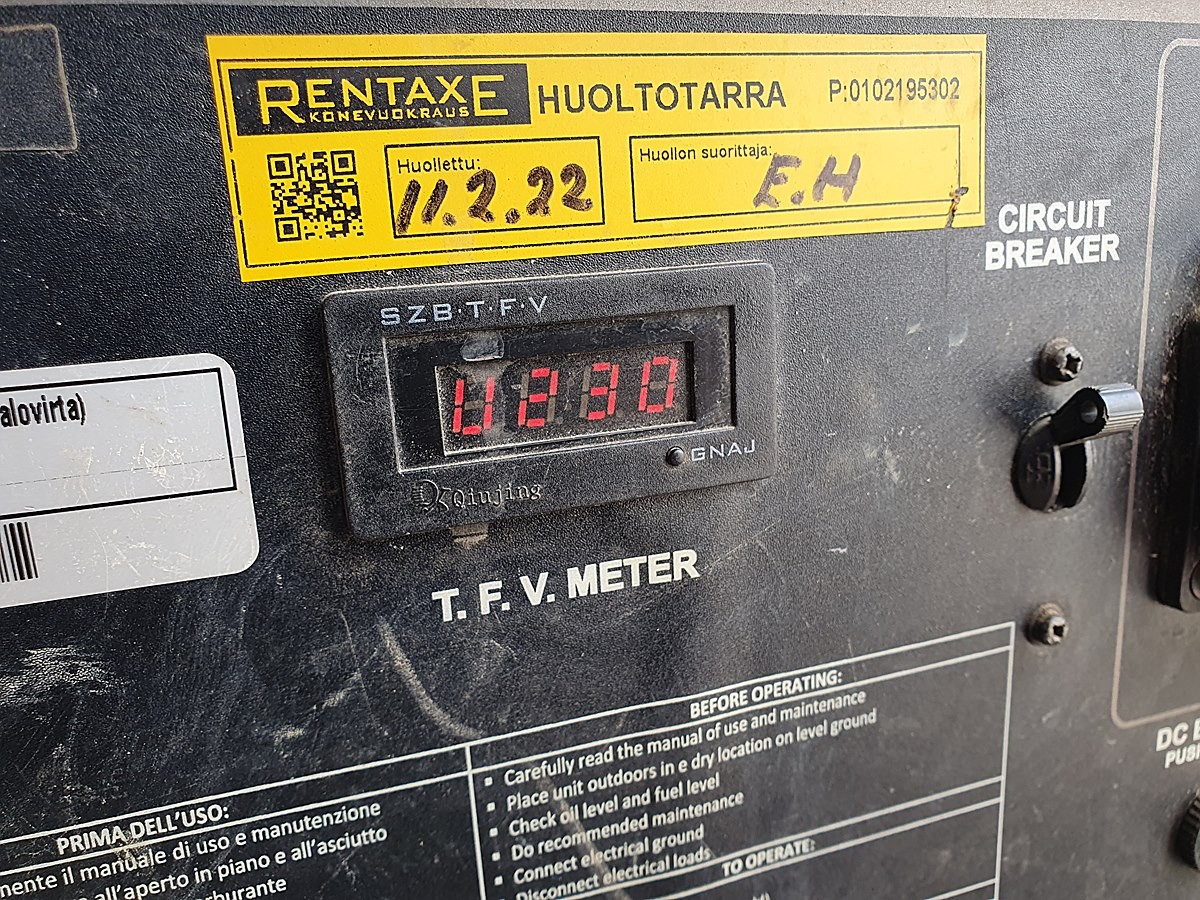 RENTAXE
KONEVUOKRAUS
HUOLTOTARRA
P:0102195302
Huollettu:
11.2.22
Huollon suorittaja:
E.H
CIRCUIT
BREAKER
SZB·T·F·V
U230
GNAJ
Qiujing
T. F. V. METER
alovirta)
BEFORE OPERATING:
▪ Carefully read the manual of use and maintenance
▪ Place unit outdoors in e dry location on level ground
▪ Check oil level and fuel level
▪ Do recommended maintenance
▪ Connect electrical ground
▪ Disconnect electrical loads
TO OPERATE:
PRIMA DELL'USO:
mente il manuale di uso e manutenzione
all'aperto in piano e all'asciutto
rburante
DC